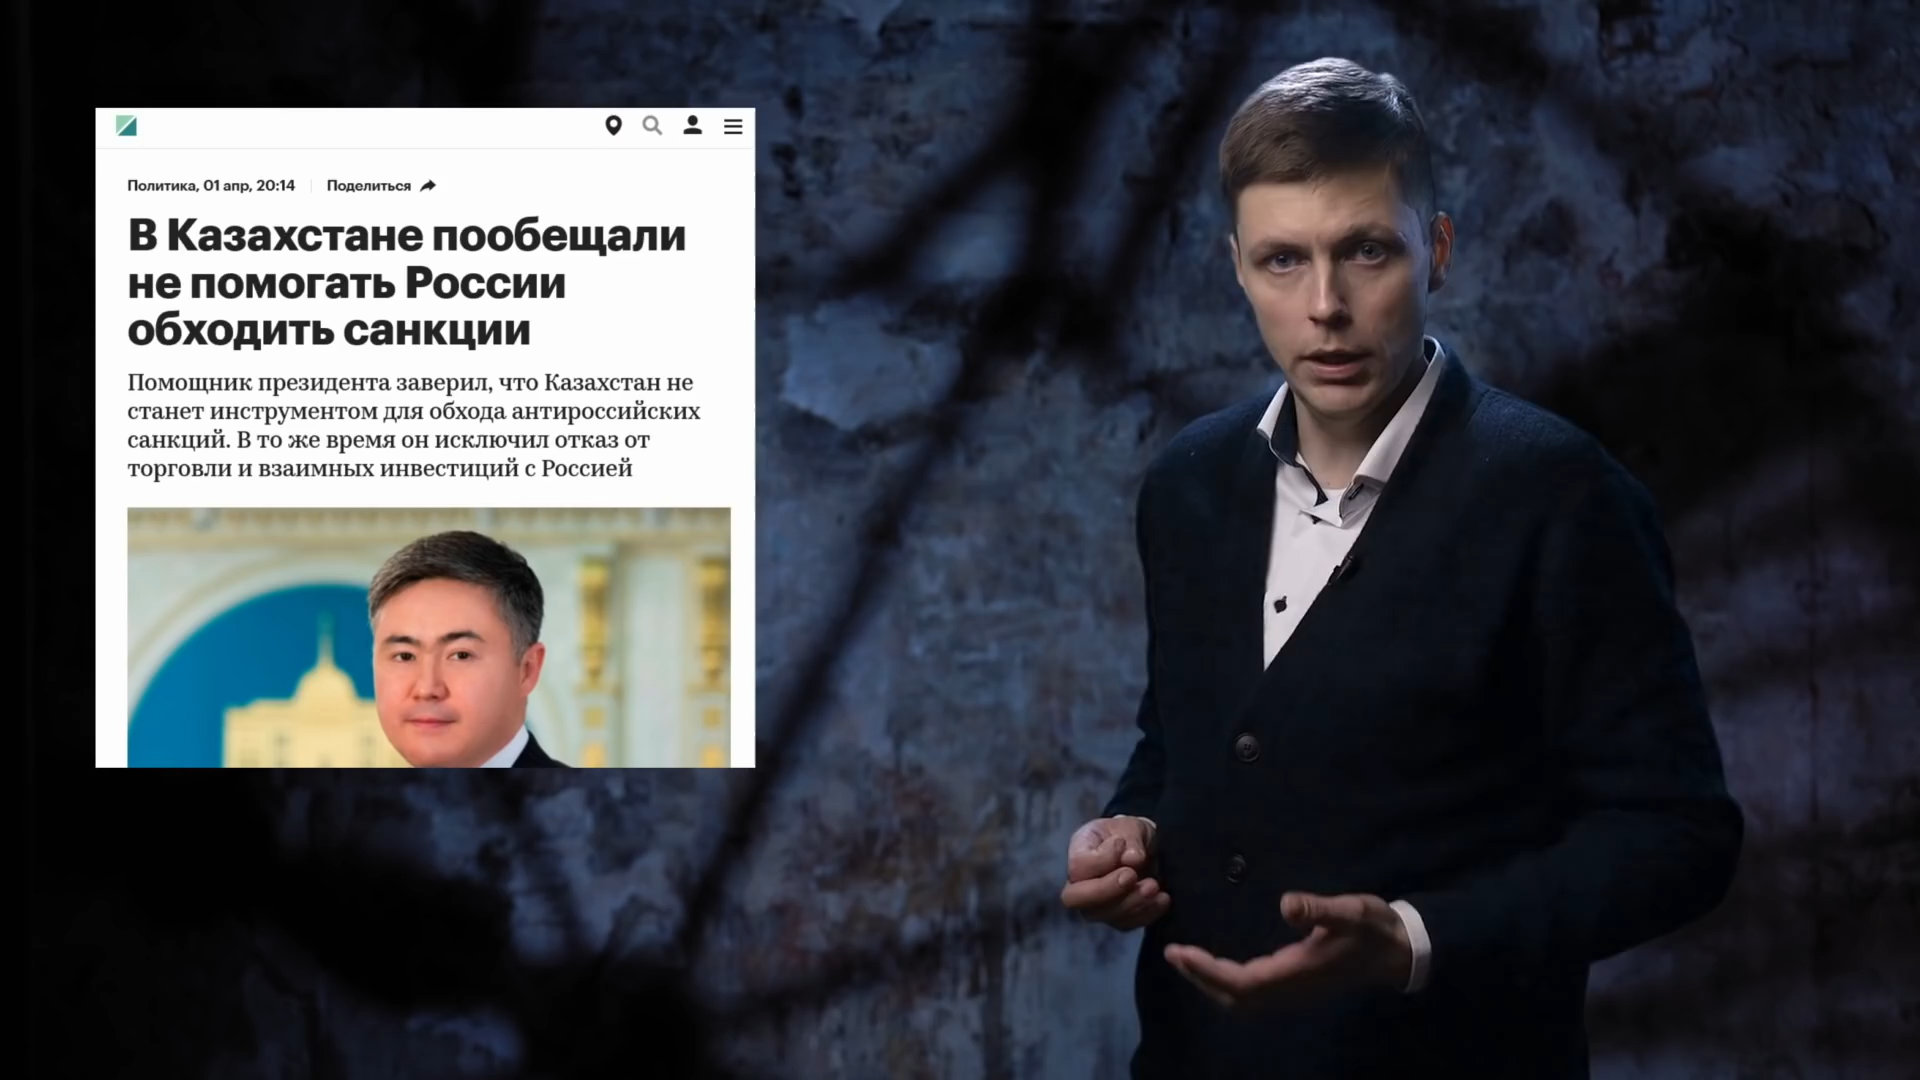 Политика, 01 апр, 20:14
Поделиться
В Казахстане пообещали
не помогать России
обходить санкции
Помощник президента заверил, что Казахстан не
станет инструментом для обхода антироссийских
санкций. В то же время он исключил отказ от
торговли и взаимных инвестиций с Россией